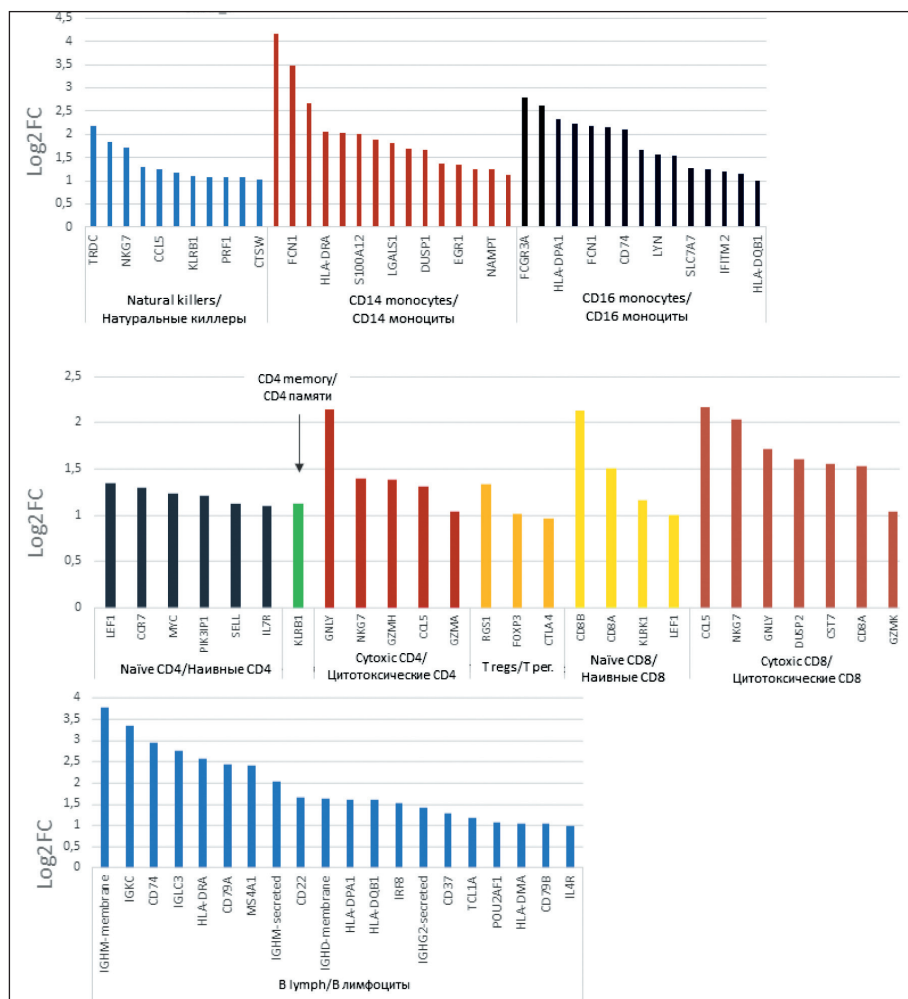 Log2FC
4,5
4
3,5
3
2,5
2
1,5
1
0,5
0
TRDC
NKG7
CCL5
KLRB1
PRF1
CTSW
FCN1
HLA-DRA
S100A12
LGALS1
DUSP1
EGR1
NAMPT
FCGR3A
HLA-DPA1
FCN1
CD74
LYN
SLC7A7
IFITM2
HLA-DQB1
Natural killers/
Натуральные киллеры
CD14 monocytes/
CD14 моноциты
CD16 monocytes/
CD16 моноциты
Log2FC
2,5
2
1,5
1
0,5
0
CD4 memory/
CD4 памяти
LEF1
CCR7
MYC
PIK3IP1
SELL
IL7R
KLRB1
GNLY
NKG7
GZMH
CCL5
GZMA
RGS1
FOXP3
CTLA4
CD8B
CD8A
KLRK1
LEF1
CCL5
NKG7
GNLY
DUSP2
CST7
CD8A
GZMK
Naïve CD4/Наивные CD4
Cytoxic CD4/
Цитотоксические CD4
T regs/T рег.
Naïve CD8/
Наивные CD8
Cytoxic CD8/
Цитотоксические CD8
Log2FC
4
3,5
3
2,5
2
1,5
1
0,5
0
IGHM-membrane
IGKC
CD74
IGLC3
HLA-DRA
CD79A
MS4A1
IGHM-secreted
CD22
IGHD-membrane
HLA-DPA1
HLA-DQB1
IRF8
IGHG2-secreted
CD37
TCL1A
POU2AF1
HLA-DMA
CD79B
IL4R
B lymph/В лимфоциты